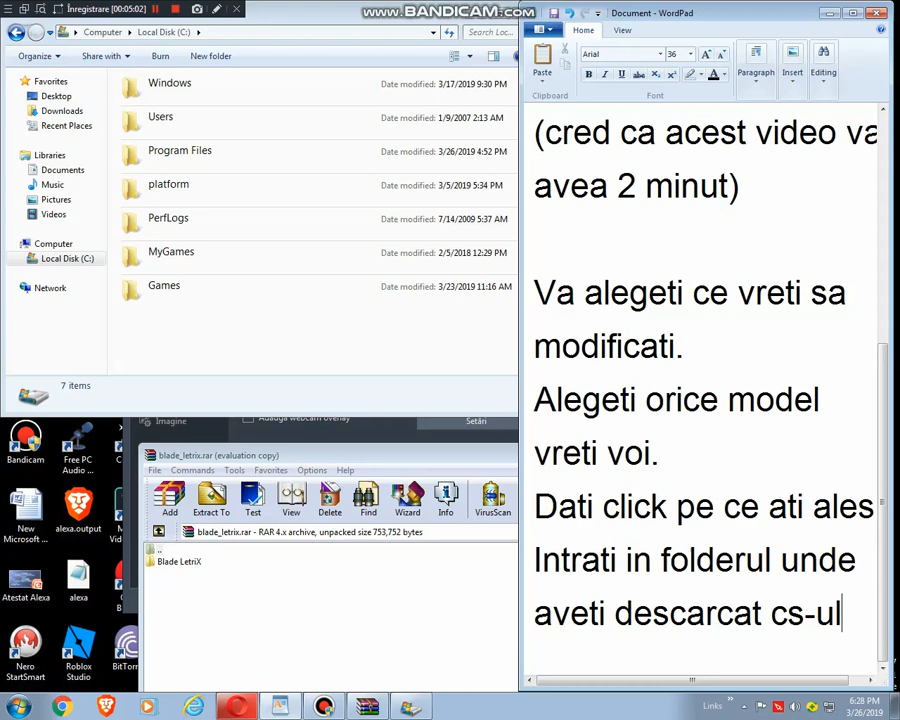 Înregistrare [00:05:02]
www.BANDICAM.com
Computer ▸ Local Disk (C:) ▸
Search Loc...
Organize ▾ Share with ▾ Burn New folder
Favorites
Desktop
Downloads
Recent Places
Libraries
Documents
Music
Pictures
Videos
Computer
Local Disk (C:)
Network
Windows Date modified: 3/17/2019 9:30 PM
Users Date modified: 1/9/2007 2:13 AM
Program Files Date modified: 3/26/2019 4:52 PM
platform Date modified: 3/5/2019 5:34 PM
PerfLogs Date modified: 7/14/2009 5:37 AM
MyGames Date modified: 2/5/2018 12:29 PM
Games Date modified: 3/23/2019 11:16 AM
7 items
Document - WordPad
Home View
Paste
Arial 36
B I U abc X₂ X² A
Paragraph Insert Editing
Clipboard Font
(cred ca acest video va
avea 2 minut)
Va alegeti ce vreti sa
modificati.
Alegeti orice model
vreti voi.
Dati click pe ce ati ales
Intrati in folderul unde
aveti descarcat cs-ul
Imagine
Adauga webcam overlay
Setări
blade_letrix.rar (evaluation copy)
File Commands Tools Favorites Options Help
Add Extract To Test View Delete Find Wizard Info VirusScan
blade_letrix.rar - RAR 4.x archive, unpacked size 753,752 bytes
..
Blade LetriX
Bandicam
Free PC
Audio ...
New
Microsoft ...
alexa.output
Atestat Alexa
alexa
Nero
StartSmart
Roblox
Studio
BitTorr
Links »
6:28 PM
3/26/2019